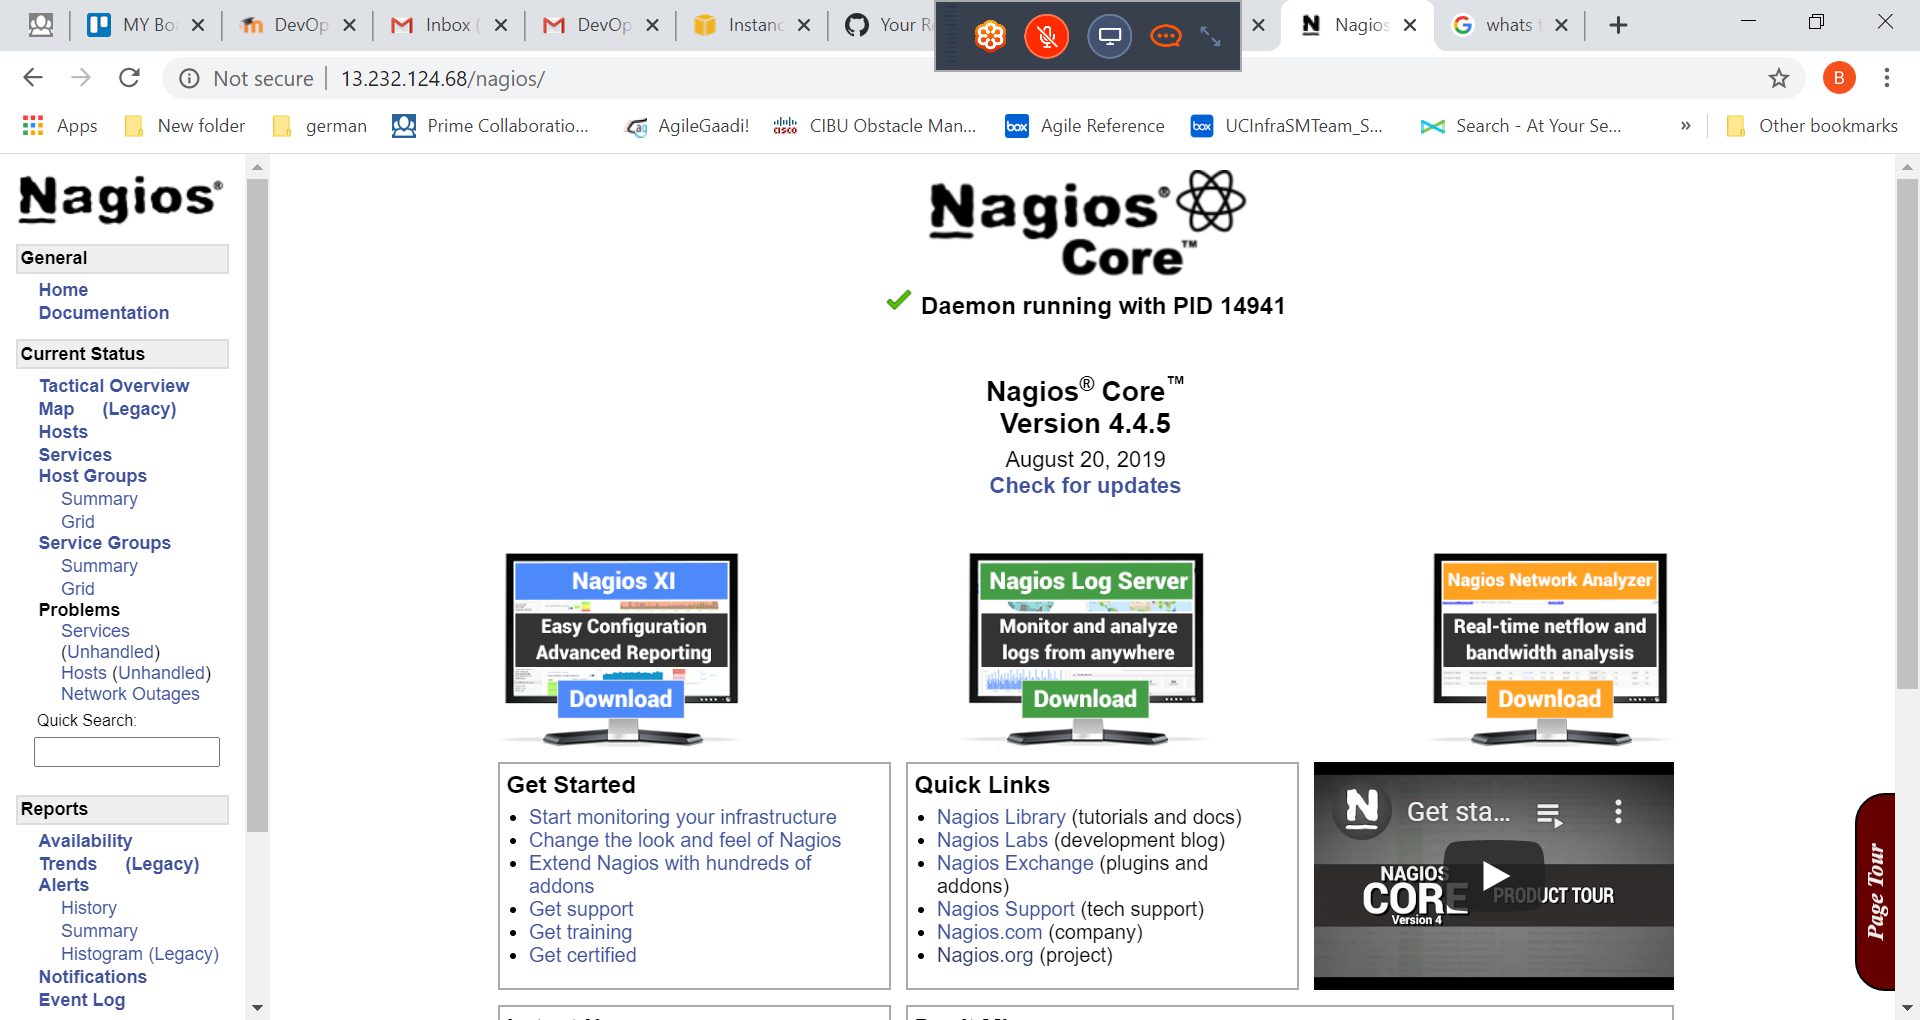 MY Bo
DevOp
Inbox (
DevOp
Instanc
Your R
Nagios
whats t
Not secure
13.232.124.68/nagios/
B
Apps
New folder
german
Prime Collaboratio...
AgileGaadi!
CISCO
CIBU Obstacle Man...
box
Agile Reference
box
UCInfraSMTeam_S...
Search - At Your Se...
»
Other bookmarks
Nagios®
General
Home
Documentation
Current Status
Tactical Overview
Map (Legacy)
Hosts
Services
Host Groups
Summary
Grid
Service Groups
Summary
Grid
Problems
Services
(Unhandled)
Hosts (Unhandled)
Network Outages
Quick Search:
Reports
Availability
Trends (Legacy)
Alerts
History
Summary
Histogram (Legacy)
Notifications
Event Log
Nagios®
Core™
Daemon running with PID 14941
Nagios® Core™
Version 4.4.5
August 20, 2019
Check for updates
Nagios XI
Easy Configuration
Advanced Reporting
Download
Nagios Log Server
Monitor and analyze
logs from anywhere
Download
Nagios Network Analyzer
Real-time netflow and
bandwidth analysis
Download
Get Started
• Start monitoring your infrastructure
• Change the look and feel of Nagios
• Extend Nagios with hundreds of
addons
• Get support
• Get training
• Get certified
Quick Links
• Nagios Library (tutorials and docs)
• Nagios Labs (development blog)
• Nagios Exchange (plugins and
addons)
• Nagios Support (tech support)
• Nagios.com (company)
• Nagios.org (project)
N
Get sta...
NAGIOS
CORE PRODUCT TOUR
Version 4
Page Tour